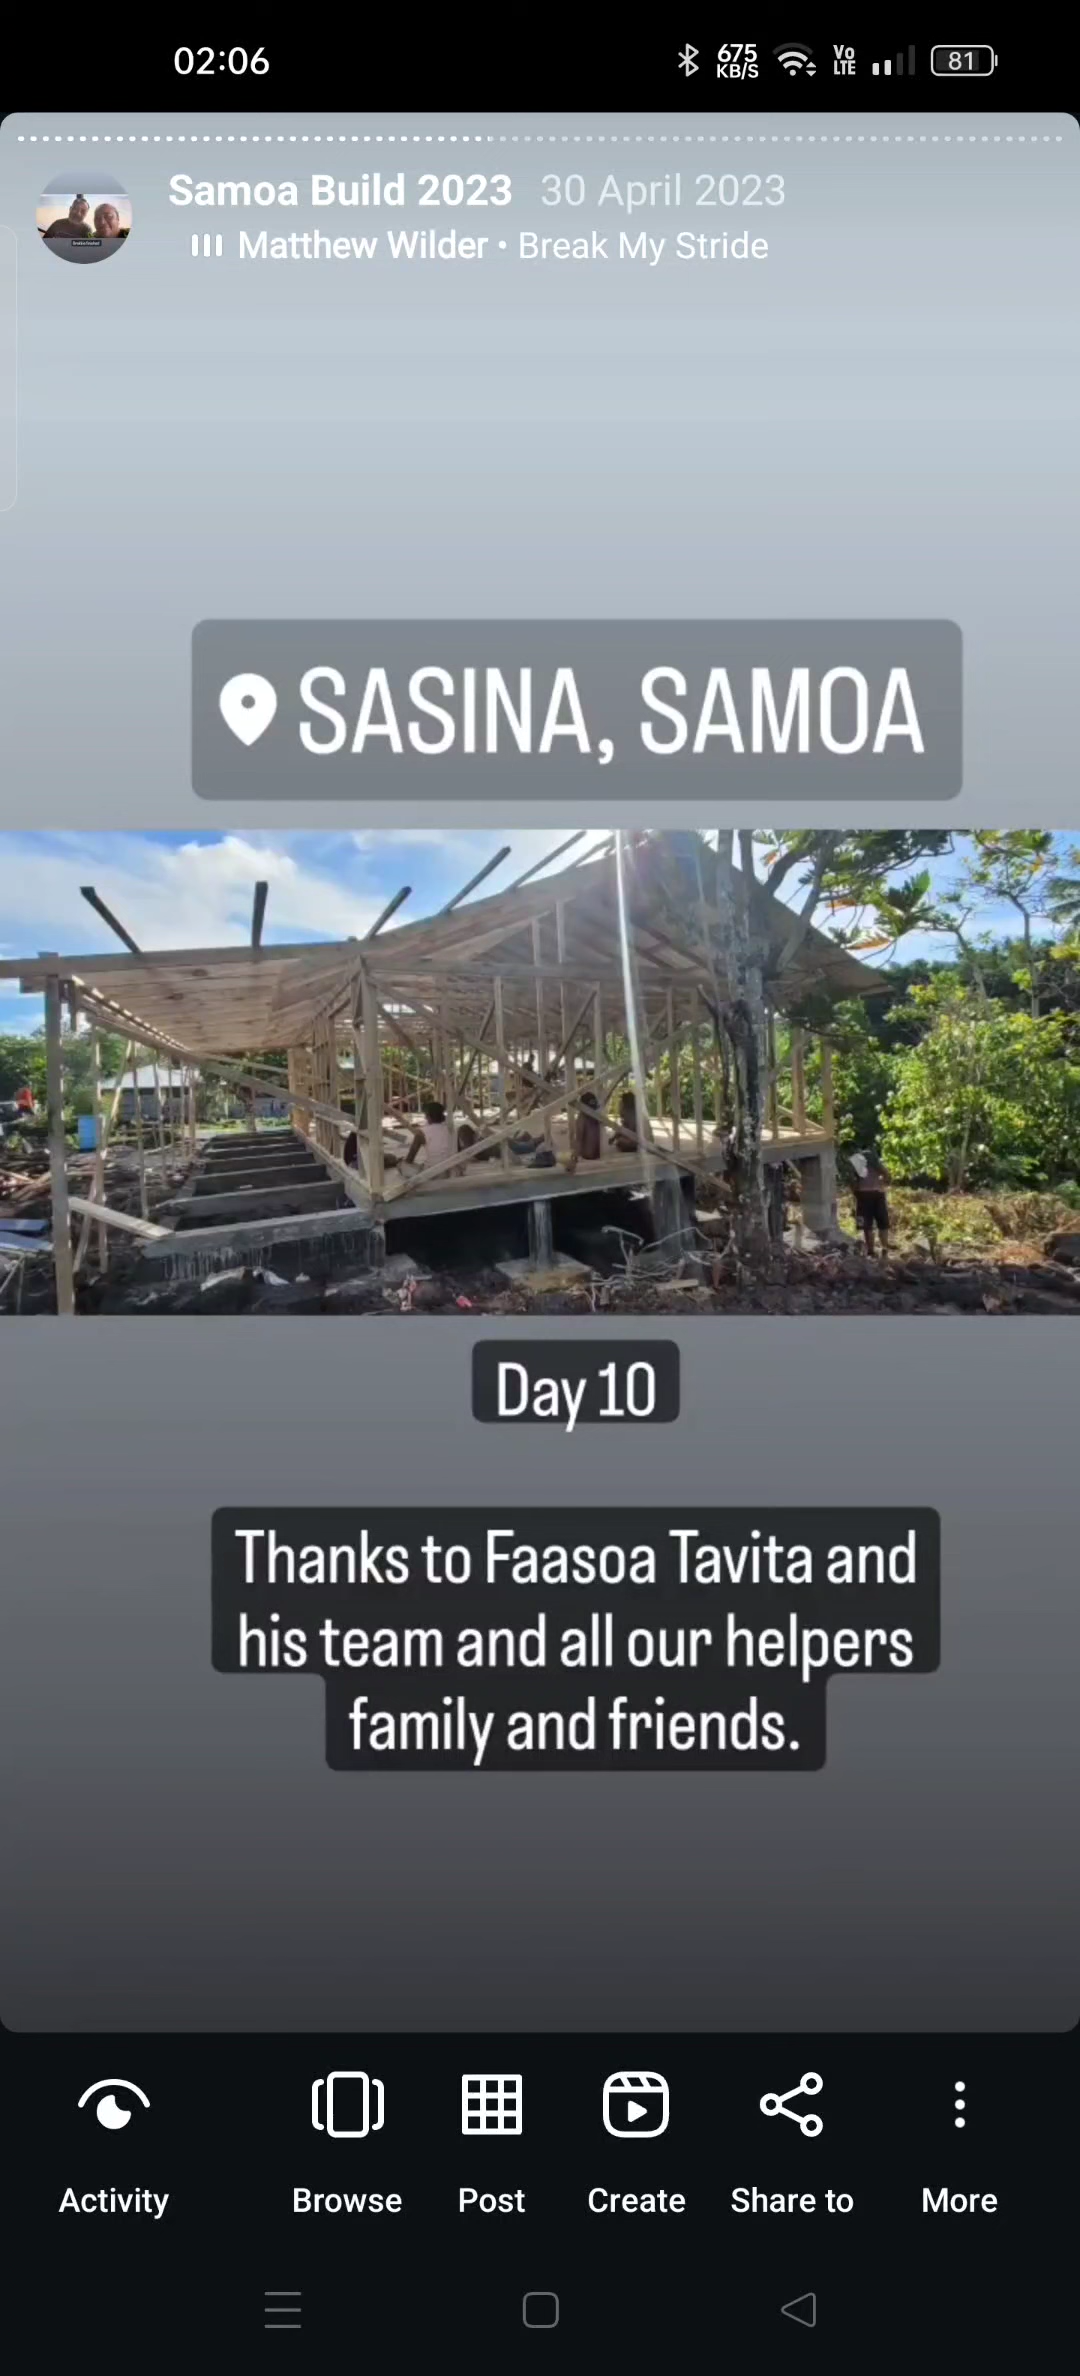 02:06
675
KB/S
Vo
LTE
81
Samoa Build 2023 30 April 2023
Matthew Wilder • Break My Stride
SASINA, SAMOA
Day 10
Thanks to Faasoa Tavita and
his team and all our helpers
family and friends.
Activity
Browse
Post
Create
Share to
More